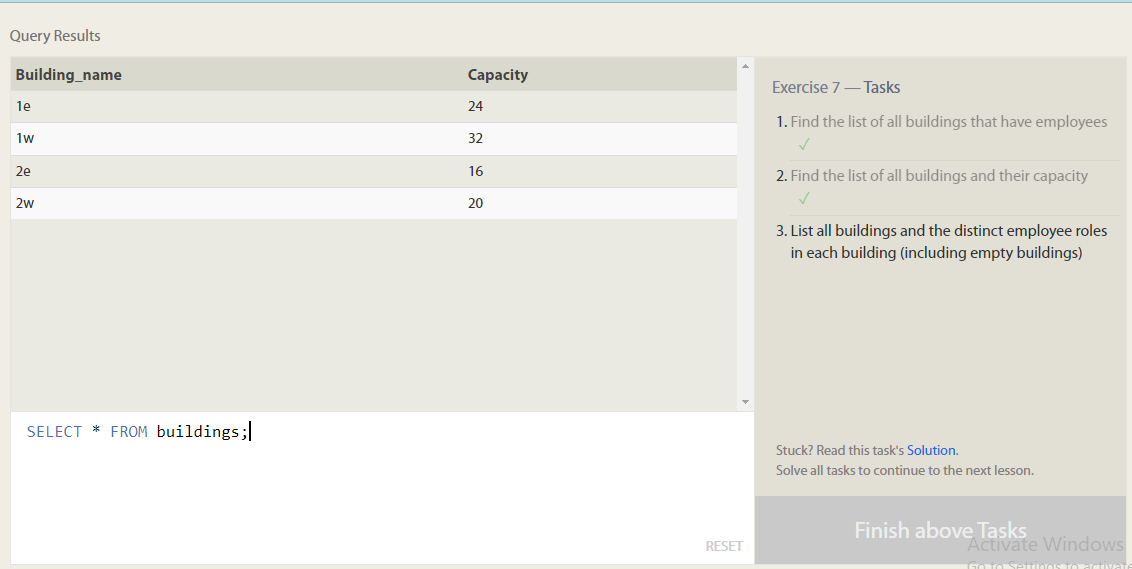 Query Results
Building_name Capacity
1e 24
1w 32
2e 16
2w 20
SELECT * FROM buildings;
RESET
Exercise 7 — Tasks
1. Find the list of all buildings that have employees
✓
2. Find the list of all buildings and their capacity
✓
3. List all buildings and the distinct employee roles
in each building (including empty buildings)
Stuck? Read this task's Solution.
Solve all tasks to continue to the next lesson.
Finish above Tasks
Activate Windows
Go to Settings to activate